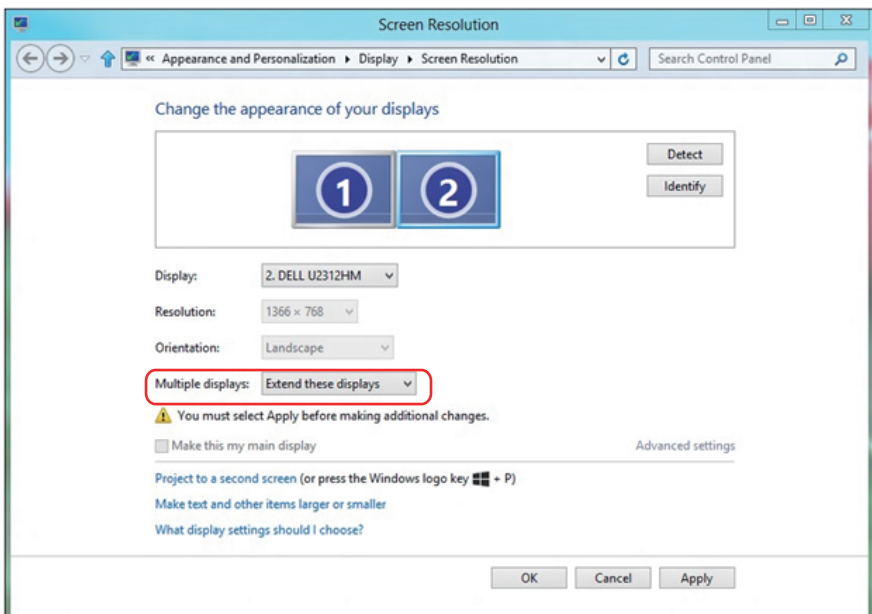 Screen Resolution
« Appearance and Personalization ▸ Display ▸ Screen Resolution
Search Control Panel
Change the appearance of your displays
1
2
Detect
Identify
Display: 2. DELL U2312HM
Resolution: 1366 × 768
Orientation: Landscape
Multiple displays: Extend these displays
You must select Apply before making additional changes.
Make this my main display
Advanced settings
Project to a second screen (or press the Windows logo key + P)
Make text and other items larger or smaller
What display settings should I choose?
OK Cancel Apply